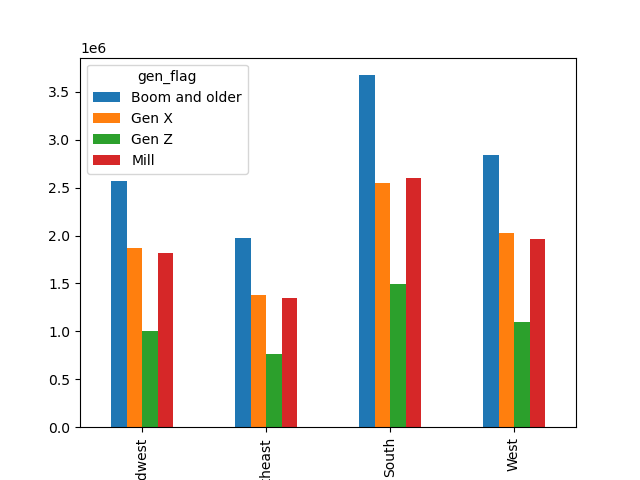 1e6
gen_flag
Boom and older
Gen X
Gen Z
Mill
3.5
3.0
2.5
2.0
1.5
1.0
0.5
0.0
dwest
theast
South
West